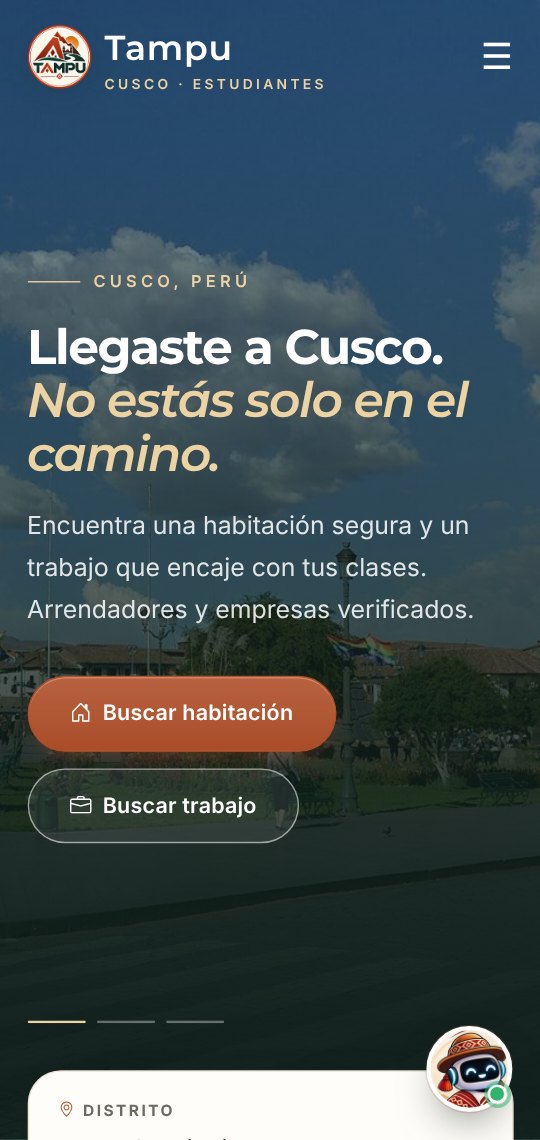 TAMPU
Tampu
CUSCO · ESTUDIANTES
CUSCO, PERÚ
Llegaste a Cusco.
No estás solo en el
camino.
Encuentra una habitación segura y un
trabajo que encaje con tus clases.
Arrendadores y empresas verificados.
Buscar habitación
Buscar trabajo
DISTRITO